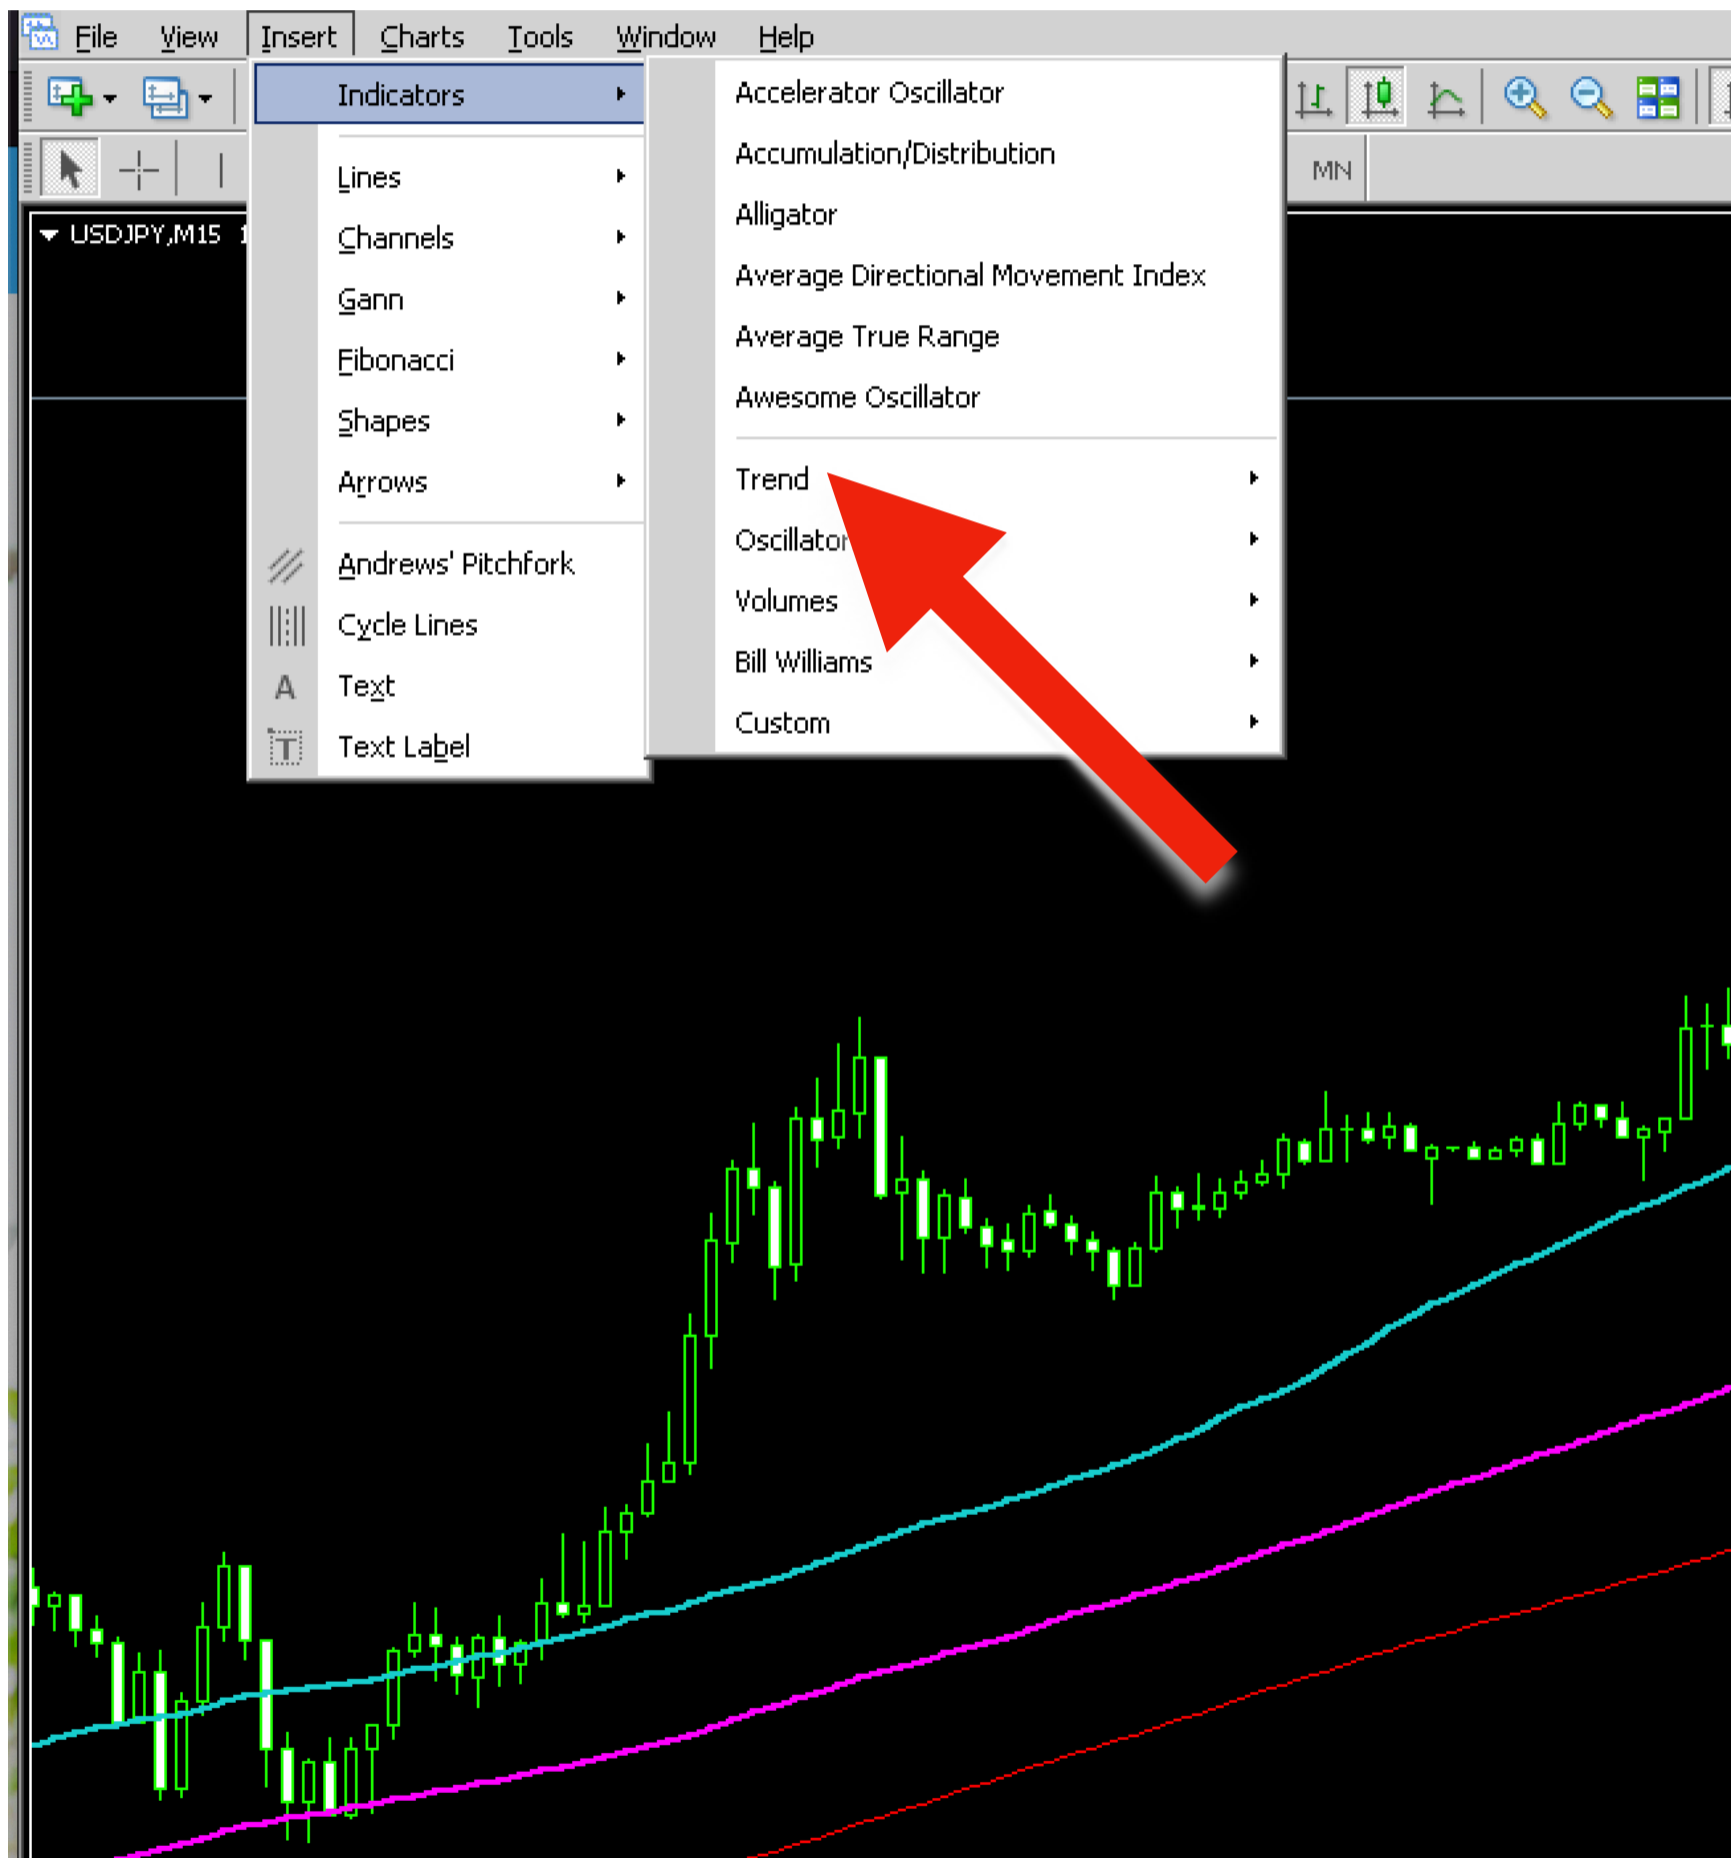 File View Insert Charts Tools Window Help
Indicators
Lines
Channels
Gann
Fibonacci
Shapes
Arrows
Andrews' Pitchfork
Cycle Lines
A Text
T Text Label
Accelerator Oscillator
Accumulation/Distribution
Alligator
Average Directional Movement Index
Average True Range
Awesome Oscillator
Trend
Oscillator
Volumes
Bill Williams
Custom
MN
USDJPY,M15 1